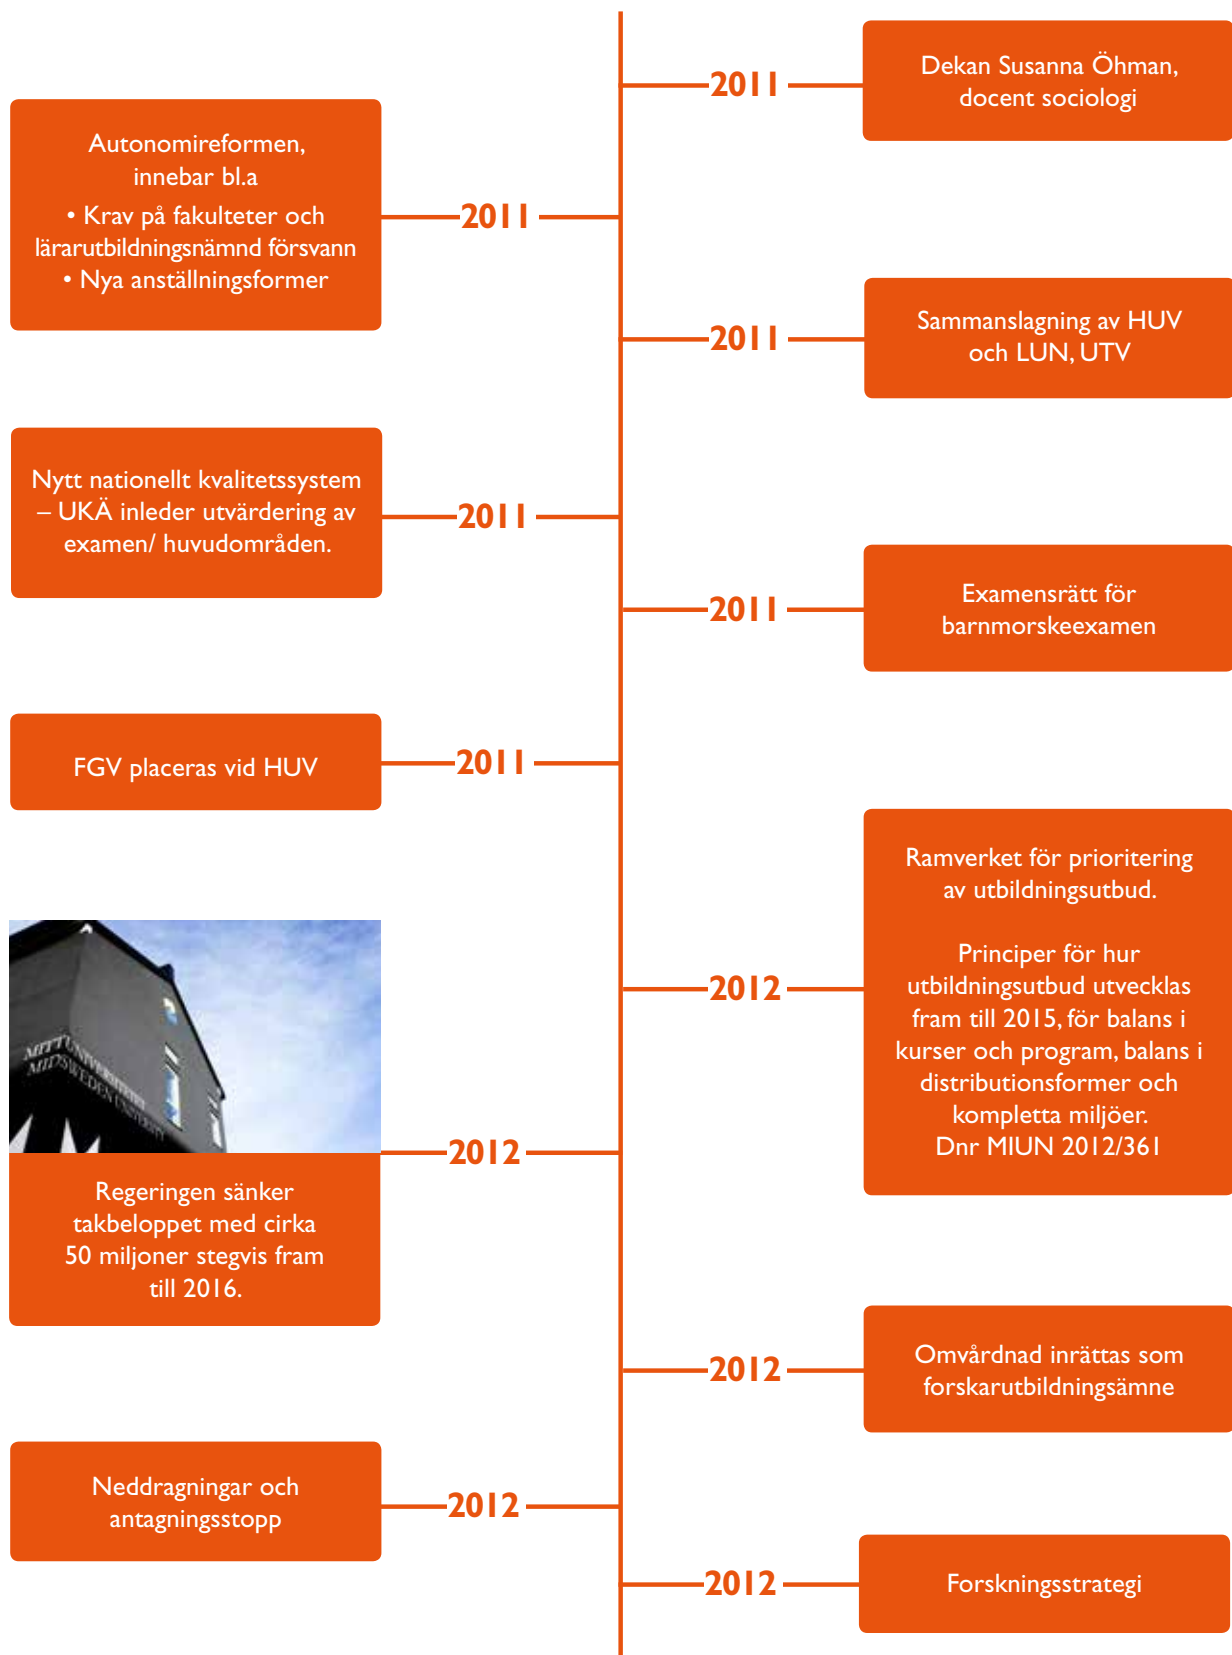 2011
Dekan Susanna Öhman,
docent sociologi
Autonomireformen,
innebar bl.a
• Krav på fakulteter och
lärarutbildningsnämnd försvann
• Nya anställningsformer
2011
2011
Sammanslagning av HUV
och LUN, UTV
Nytt nationellt kvalitetssystem
– UKÄ inleder utvärdering av
examen/ huvudområden.
2011
2011
Examensrätt för
barnmorskeexamen
FGV placeras vid HUV
2011
Ramverket för prioritering
av utbildningsutbud.
Principer för hur
utbildningsutbud utvecklas
fram till 2015, för balans i
kurser och program, balans i
distributionsformer och
kompletta miljöer.
Dnr MIUN 2012/361
2012
MITTUNIVERSITETET
MID SWEDEN UNIVERSITY
2012
Regeringen sänker
takbeloppet med cirka
50 miljoner stegvis fram
till 2016.
2012
Omvårdnad inrättas som
forskarutbildningsämne
Neddragningar och
antagningsstopp
2012
2012
Forskningsstrategi